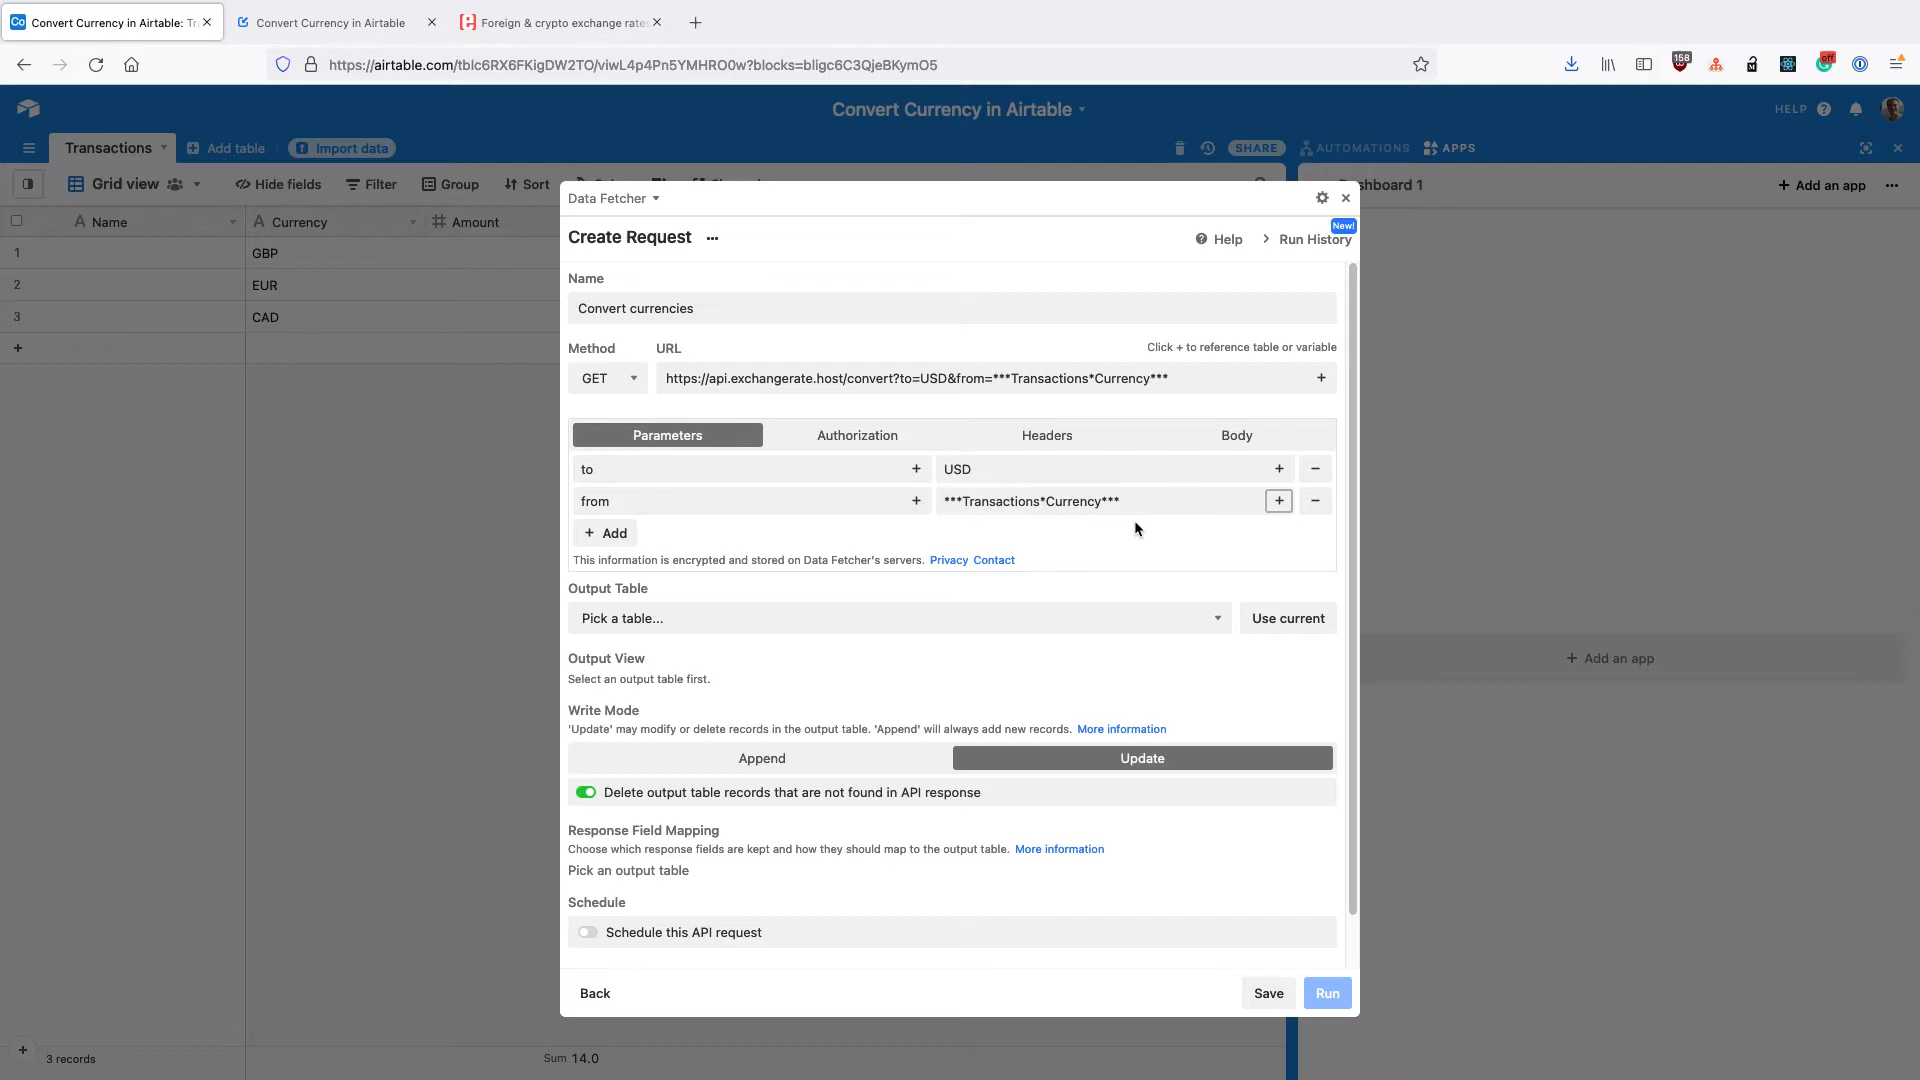 Convert Currency in Airtable: Tr
Convert Currency in Airtable
Foreign & crypto exchange rates
https://airtable.com/tblc6RX6FKigDW2TO/viwL4p4Pn5YMHRO0w?blocks=bligc6C3QjeBKymO5
158
off
Convert Currency in Airtable
HELP
Transactions
Add table
Import data
SHARE
AUTOMATIONS
APPS
Grid view
Hide fields
Filter
Group
Sort
shboard 1
Add an app
Name
Currency
Amount
1
GBP
2
EUR
3
CAD
3 records
Sum 14.0
Add an app
Data Fetcher
Create Request
New!
Help
Run History
Name
Convert currencies
Method
URL
Click + to reference table or variable
GET
https://api.exchangerate.host/convert?to=USD&from=***Transactions*Currency***
+
Parameters
Authorization
Headers
Body
to
+
USD
+
−
from
+
***Transactions*Currency***
+
−
+ Add
This information is encrypted and stored on Data Fetcher's servers. Privacy Contact
Output Table
Pick a table...
Use current
Output View
Select an output table first.
Write Mode
'Update' may modify or delete records in the output table. 'Append' will always add new records. More information
Append
Update
Delete output table records that are not found in API response
Response Field Mapping
Choose which response fields are kept and how they should map to the output table. More information
Pick an output table
Schedule
Schedule this API request
Back
Save
Run